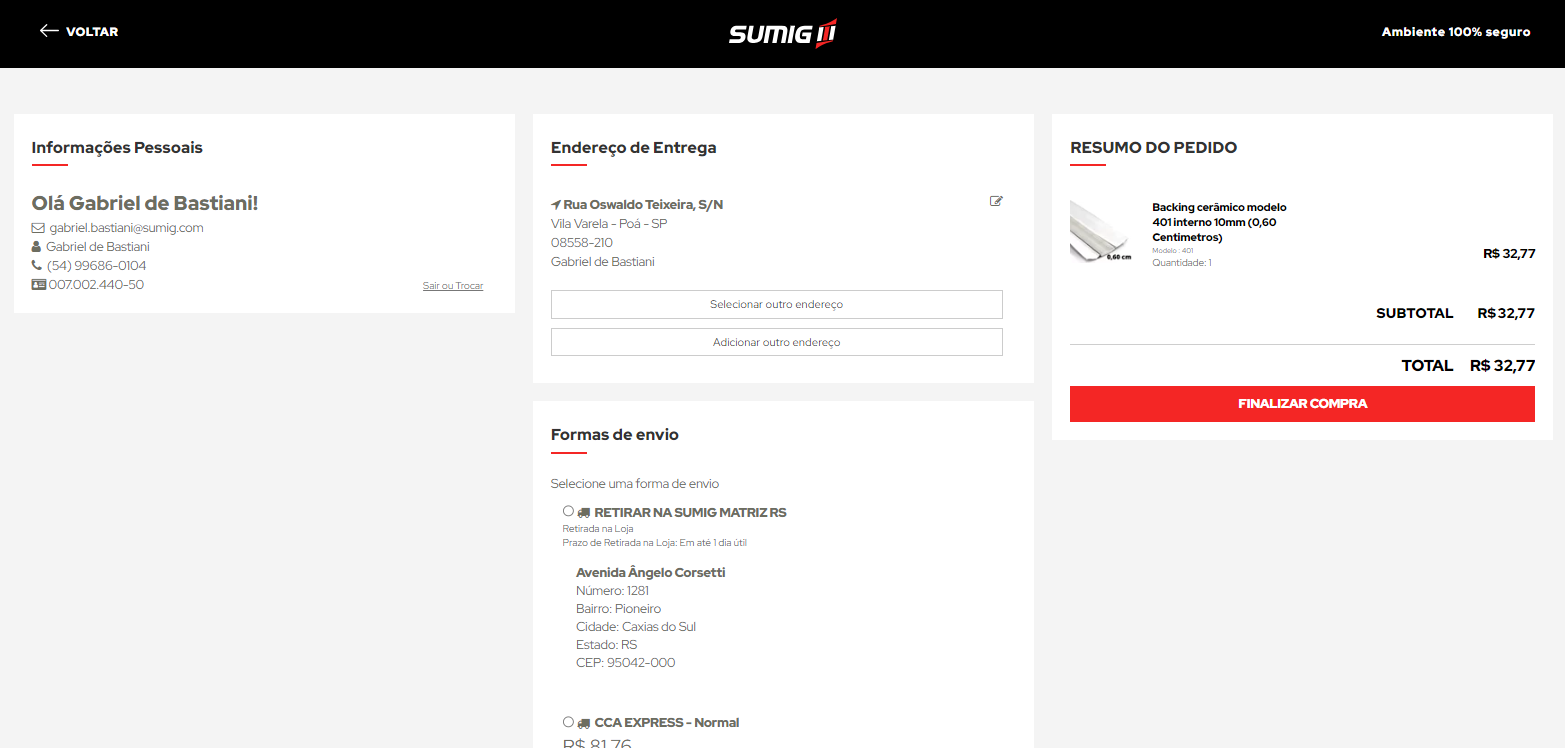 VOLTAR
SUMIG
Ambiente 100% seguro
Informações Pessoais
Olá Gabriel de Bastiani!
gabriel.bastiani@sumig.com
Gabriel de Bastiani
(54) 99686-0104
007.002.440-50
Sair ou Trocar
Endereço de Entrega
Rua Oswaldo Teixeira, S/N
Vila Varela - Poá - SP
08558-210
Gabriel de Bastiani
Selecionar outro endereço
Adicionar outro endereço
Formas de envio
Selecione uma forma de envio
RETIRAR NA SUMIG MATRIZ RS
Retirada na Loja
Prazo de Retirada na Loja: Em até 1 dia útil
Avenida Ângelo Corsetti
Número: 1281
Bairro: Pioneiro
Cidade: Caxias do Sul
Estado: RS
CEP: 95042-000
CCA EXPRESS - Normal
R$ 81,76
RESUMO DO PEDIDO
Backing cerâmico modelo
401 interno 10mm (0,60
Centimetros)
Modelo : 401
Quantidade: 1
0,60 cm
R$ 32,77
SUBTOTAL R$ 32,77
TOTAL R$ 32,77
FINALIZAR COMPRA